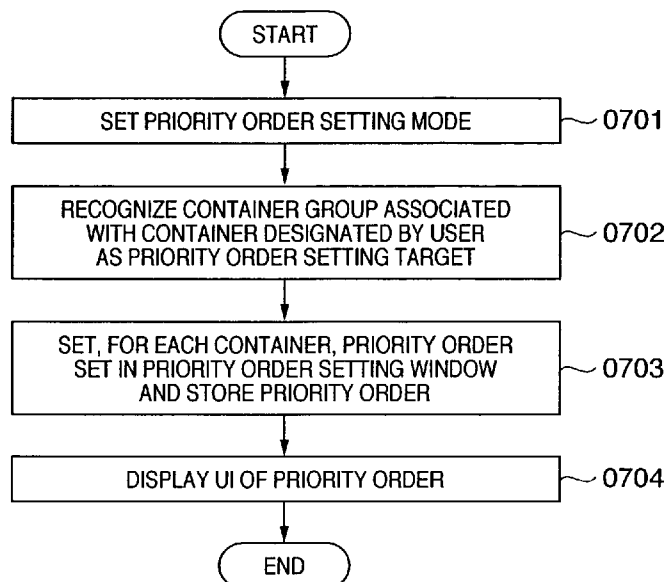 START
SET PRIORITY ORDER SETTING MODE
0701
RECOGNIZE CONTAINER GROUP ASSOCIATED
WITH CONTAINER DESIGNATED BY USER
AS PRIORITY ORDER SETTING TARGET
0702
SET, FOR EACH CONTAINER, PRIORITY ORDER
SET IN PRIORITY ORDER SETTING WINDOW
AND STORE PRIORITY ORDER
0703
DISPLAY UI OF PRIORITY ORDER
0704
END